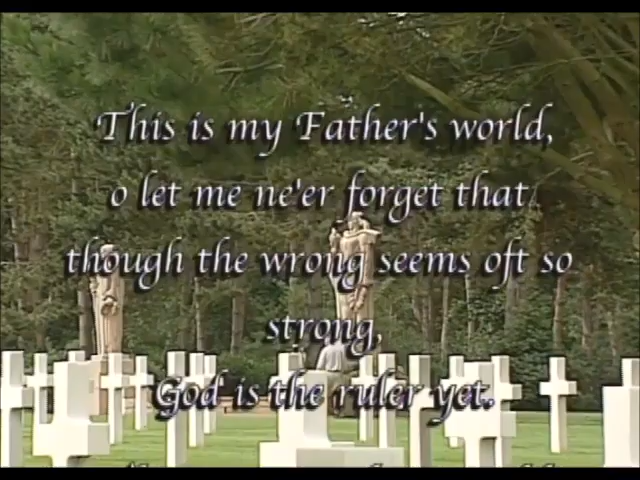 This is my Father's world,
o let me ne'er forget that
though the wrong seems oft so
strong,
God is the ruler yet.